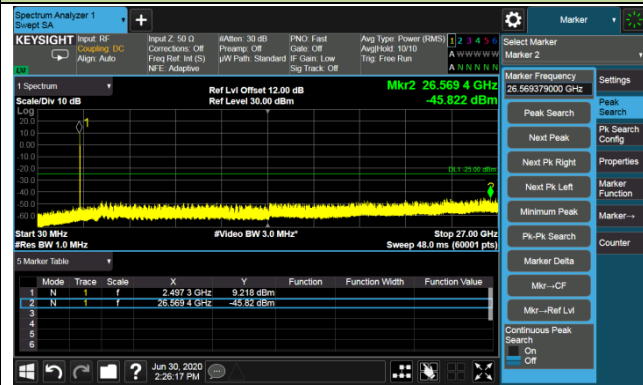 Spectrum Analyzer 1
Swept SA
+
Marker
KEYSIGHT
Input: RF
Coupling: DC
Align: Auto
Input Z: 50 Ω
Corrections: Off
Freq Ref: Int (S)
NFE: Adaptive
#Atten: 30 dB
Preamp: Off
µW Path: Standard
PNO: Fast
Gate: Off
IF Gain: Low
Sig Track: Off
Avg Type: Power (RMS)
Avg|Hold: 10/10
Trig: Free Run
1 2 3 4 5 6
A W W W W W
A N N N N N
LXI
Select Marker
Marker 2
1 Spectrum
Scale/Div 10 dB
Ref Lvl Offset 12.00 dB
Ref Level 30.00 dBm
Mkr2 26.569 4 GHz
-45.822 dBm
Log
20.0
10.0
0.00
-10.0
-20.0
-30.0
-40.0
-50.0
-60.0
1
2
DL1 -25.00 dBm
Start 30 MHz
#Res BW 1.0 MHz
#Video BW 3.0 MHz*
Stop 27.00 GHz
Sweep 48.0 ms (60001 pts)
5 Marker Table
Mode Trace Scale X Y Function Function Width Function Value
1 N 1 f 2.497 3 GHz 9.218 dBm
2 N 1 f 26.569 4 GHz -45.82 dBm
3
4
5
6
Marker Frequency
26.569379000 GHz
Peak Search
Next Peak
Next Pk Right
Next Pk Left
Minimum Peak
Pk-Pk Search
Marker Delta
Mkr→CF
Mkr→Ref Lvl
Continuous Peak
Search
On
Off
Settings
Peak
Search
Pk Search
Config
Properties
Marker
Function
Marker→
Counter
?
Jun 30, 2020
2:26:17 PM